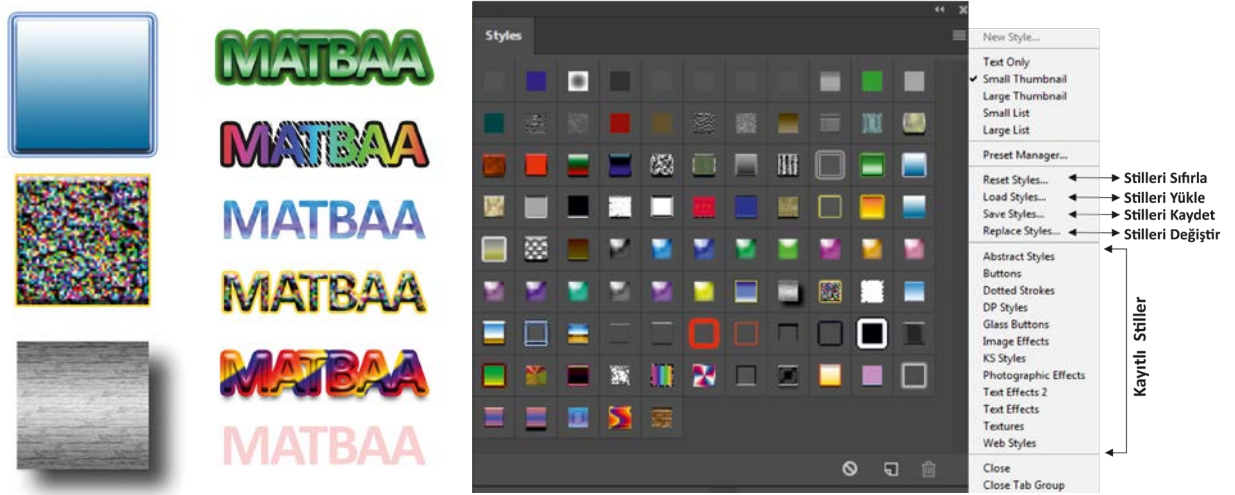 MATBAA
MATBAA
MATBAA
MATBAA
MATBAA
MATBAA
Styles
New Style...
Text Only
Small Thumbnail
Large Thumbnail
Small List
Large List
Preset Manager...
Reset Styles...
Load Styles...
Save Styles...
Replace Styles...
Abstract Styles
Buttons
Dotted Strokes
DP Styles
Glass Buttons
Image Effects
KS Styles
Photographic Effects
Text Effects 2
Text Effects
Textures
Web Styles
Close
Close Tab Group
Stilleri Sıfırla
Stilleri Yükle
Stilleri Kaydet
Stilleri Değiştir
Kayıtlı Stiller